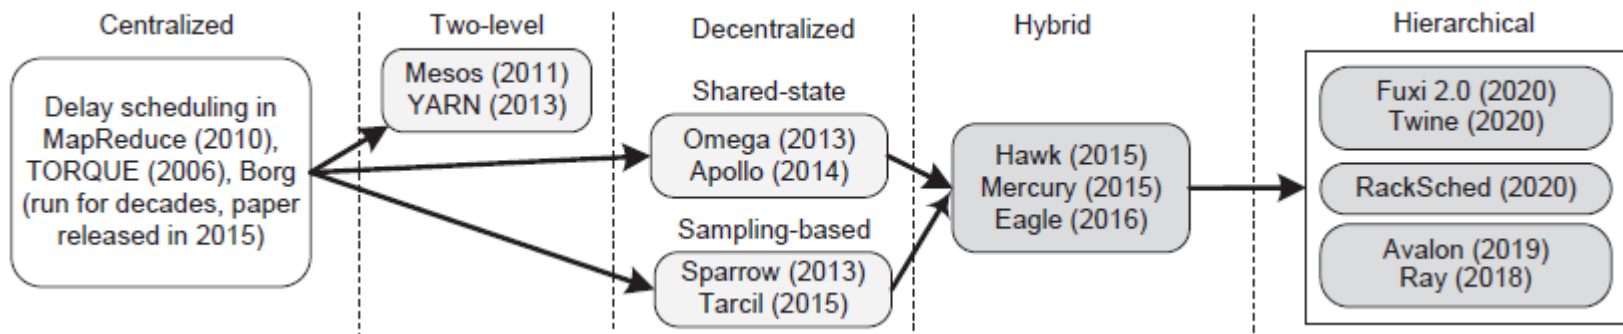 Centralized
Two-level
Decentralized
Hybrid
Hierarchical
Delay scheduling in
MapReduce (2010),
TORQUE (2006), Borg
(run for decades, paper
released in 2015)
Mesos (2011)
YARN (2013)
Shared-state
Omega (2013)
Apollo (2014)
Sampling-based
Sparrow (2013)
Tarcil (2015)
Hawk (2015)
Mercury (2015)
Eagle (2016)
Fuxi 2.0 (2020)
Twine (2020)
RackSched (2020)
Avalon (2019)
Ray (2018)